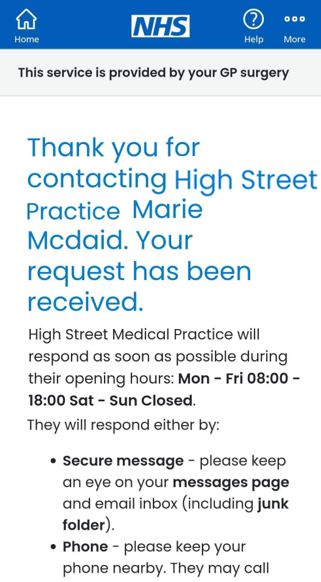 NHS
Home
Help
More
This service is provided by your GP surgery
Thank you for
contacting High Street
Practice Marie
Mcdaid. Your
request has been
received.
High Street Medical Practice will
respond as soon as possible during
their opening hours: Mon - Fri 08:00 -
18:00 Sat - Sun Closed.
They will respond either by:
• Secure message - please keep
an eye on your messages page
and email inbox (including junk
folder).
• Phone - please keep your
phone nearby. They may call